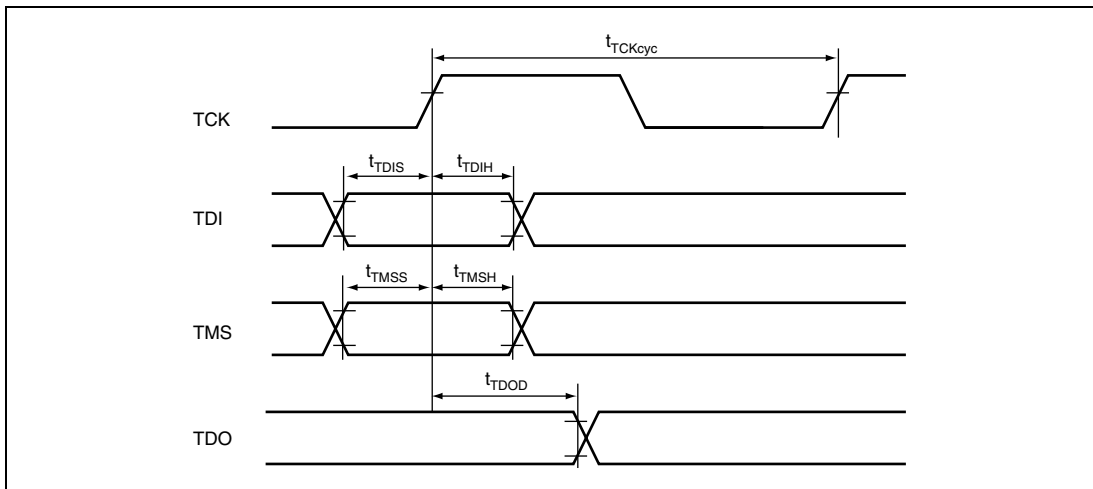 tTCKcyc
TCK
tTDIS tTDIH
TDI
tTMSS tTMSH
TMS
tTDOD
TDO